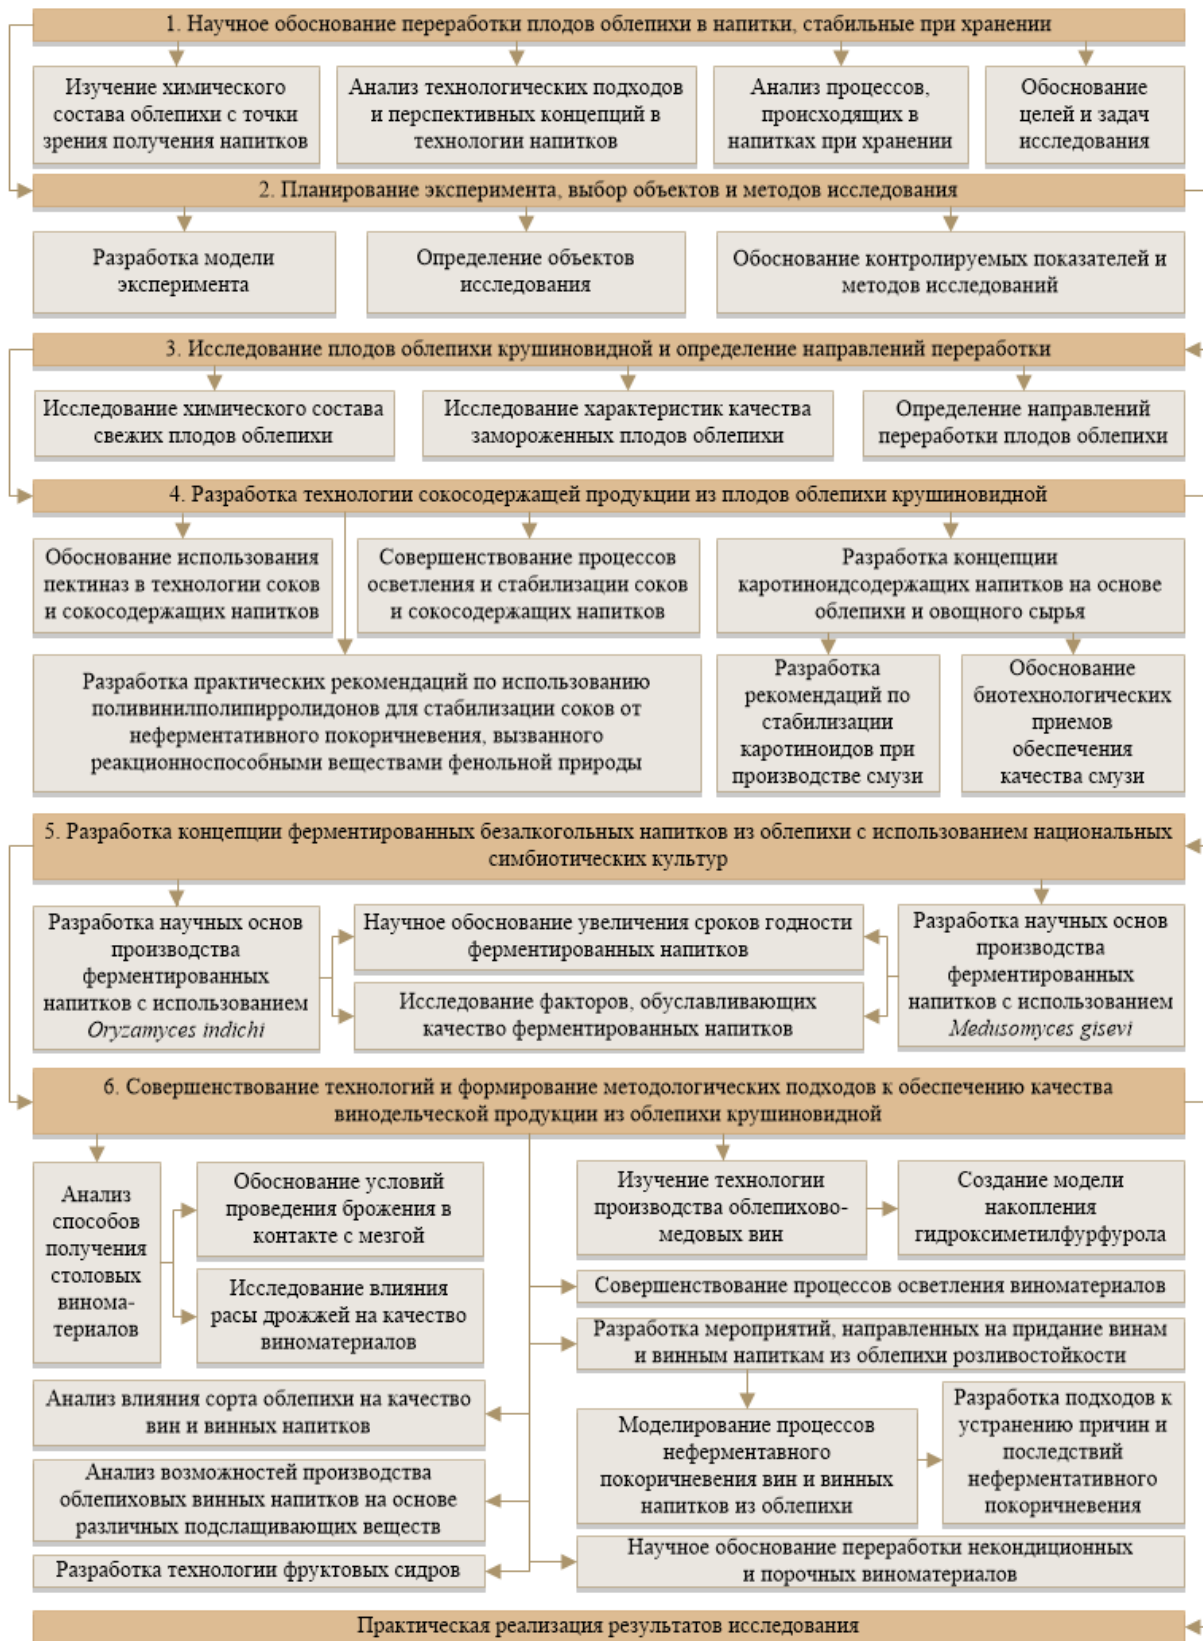 1. Научное обоснование переработки плодов облепихи в напитки, стабильные при хранении
Изучение химического
состава облепихи с точки
зрения получения напитков
Анализ технологических подходов
и перспективных концепций в
технологии напитков
Анализ процессов,
происходящих в
напитках при хранении
Обоснование
целей и задач
исследования
2. Планирование эксперимента, выбор объектов и методов исследования
Разработка модели
эксперимента
Определение объектов
исследования
Обоснование контролируемых показателей и
методов исследований
3. Исследование плодов облепихи крушиновидной и определение направлений переработки
Исследование химического состава
свежих плодов облепихи
Исследование характеристик качества
замороженных плодов облепихи
Определение направлений
переработки плодов облепихи
4. Разработка технологии сокосодержащей продукции из плодов облепихи крушиновидной
Обоснование использования
пектиназ в технологии соков
и сокосодержащих напитков
Совершенствование процессов
осветления и стабилизации соков
и сокосодержащих напитков
Разработка концепции
каротиноидсодержащих напитков на основе
облепихи и овощного сырья
Разработка практических рекомендаций по использованию
поливинилполипирролидонов для стабилизации соков от
неферментативного покоричневения, вызванного
реакционноспособными веществами фенольной природы
Разработка
рекомендаций по
стабилизации
каротиноидов при
производстве смузи
Обоснование
биотехнологических
приемов
обеспечения
качества смузи
5. Разработка концепции ферментированных безалкогольных напитков из облепихи с использованием национальных
симбиотических культур
Разработка научных основ
производства
ферментированных
напитков с использованием
Oryzamyces indichi
Научное обоснование увеличения сроков годности
ферментированных напитков
Исследование факторов, обуславливающих
качество ферментированных напитков
Разработка научных основ
производства
ферментированных
напитков с использованием
Medusomyces gisevi
6. Совершенствование технологий и формирование методологических подходов к обеспечению качества
винодельческой продукции из облепихи крушиновидной
Анализ
способов
получения
столовых
винома-
териалов
Обоснование условий
проведения брожения в
контакте с мезгой
Исследование влияния
расы дрожжей на качество
виноматериалов
Анализ влияния сорта облепихи на качество
вин и винных напитков
Анализ возможностей производства
облепиховых винных напитков на основе
различных подслащивающих веществ
Разработка технологии фруктовых сидров
Изучение технологии
производства облепихово-
медовых вин
Создание модели
накопления
гидроксиметилфурфурола
Совершенствование процессов осветления виноматериалов
Разработка мероприятий, направленных на придание винам
и винным напиткам из облепихи розливостойкости
Моделирование процессов
неферментавного
покоричневения вин и винных
напитков из облепихи
Разработка подходов к
устранению причин и
последствий
неферментативного
покоричневения
Научное обоснование переработки некондиционных
и порочных виноматериалов
Практическая реализация результатов исследования